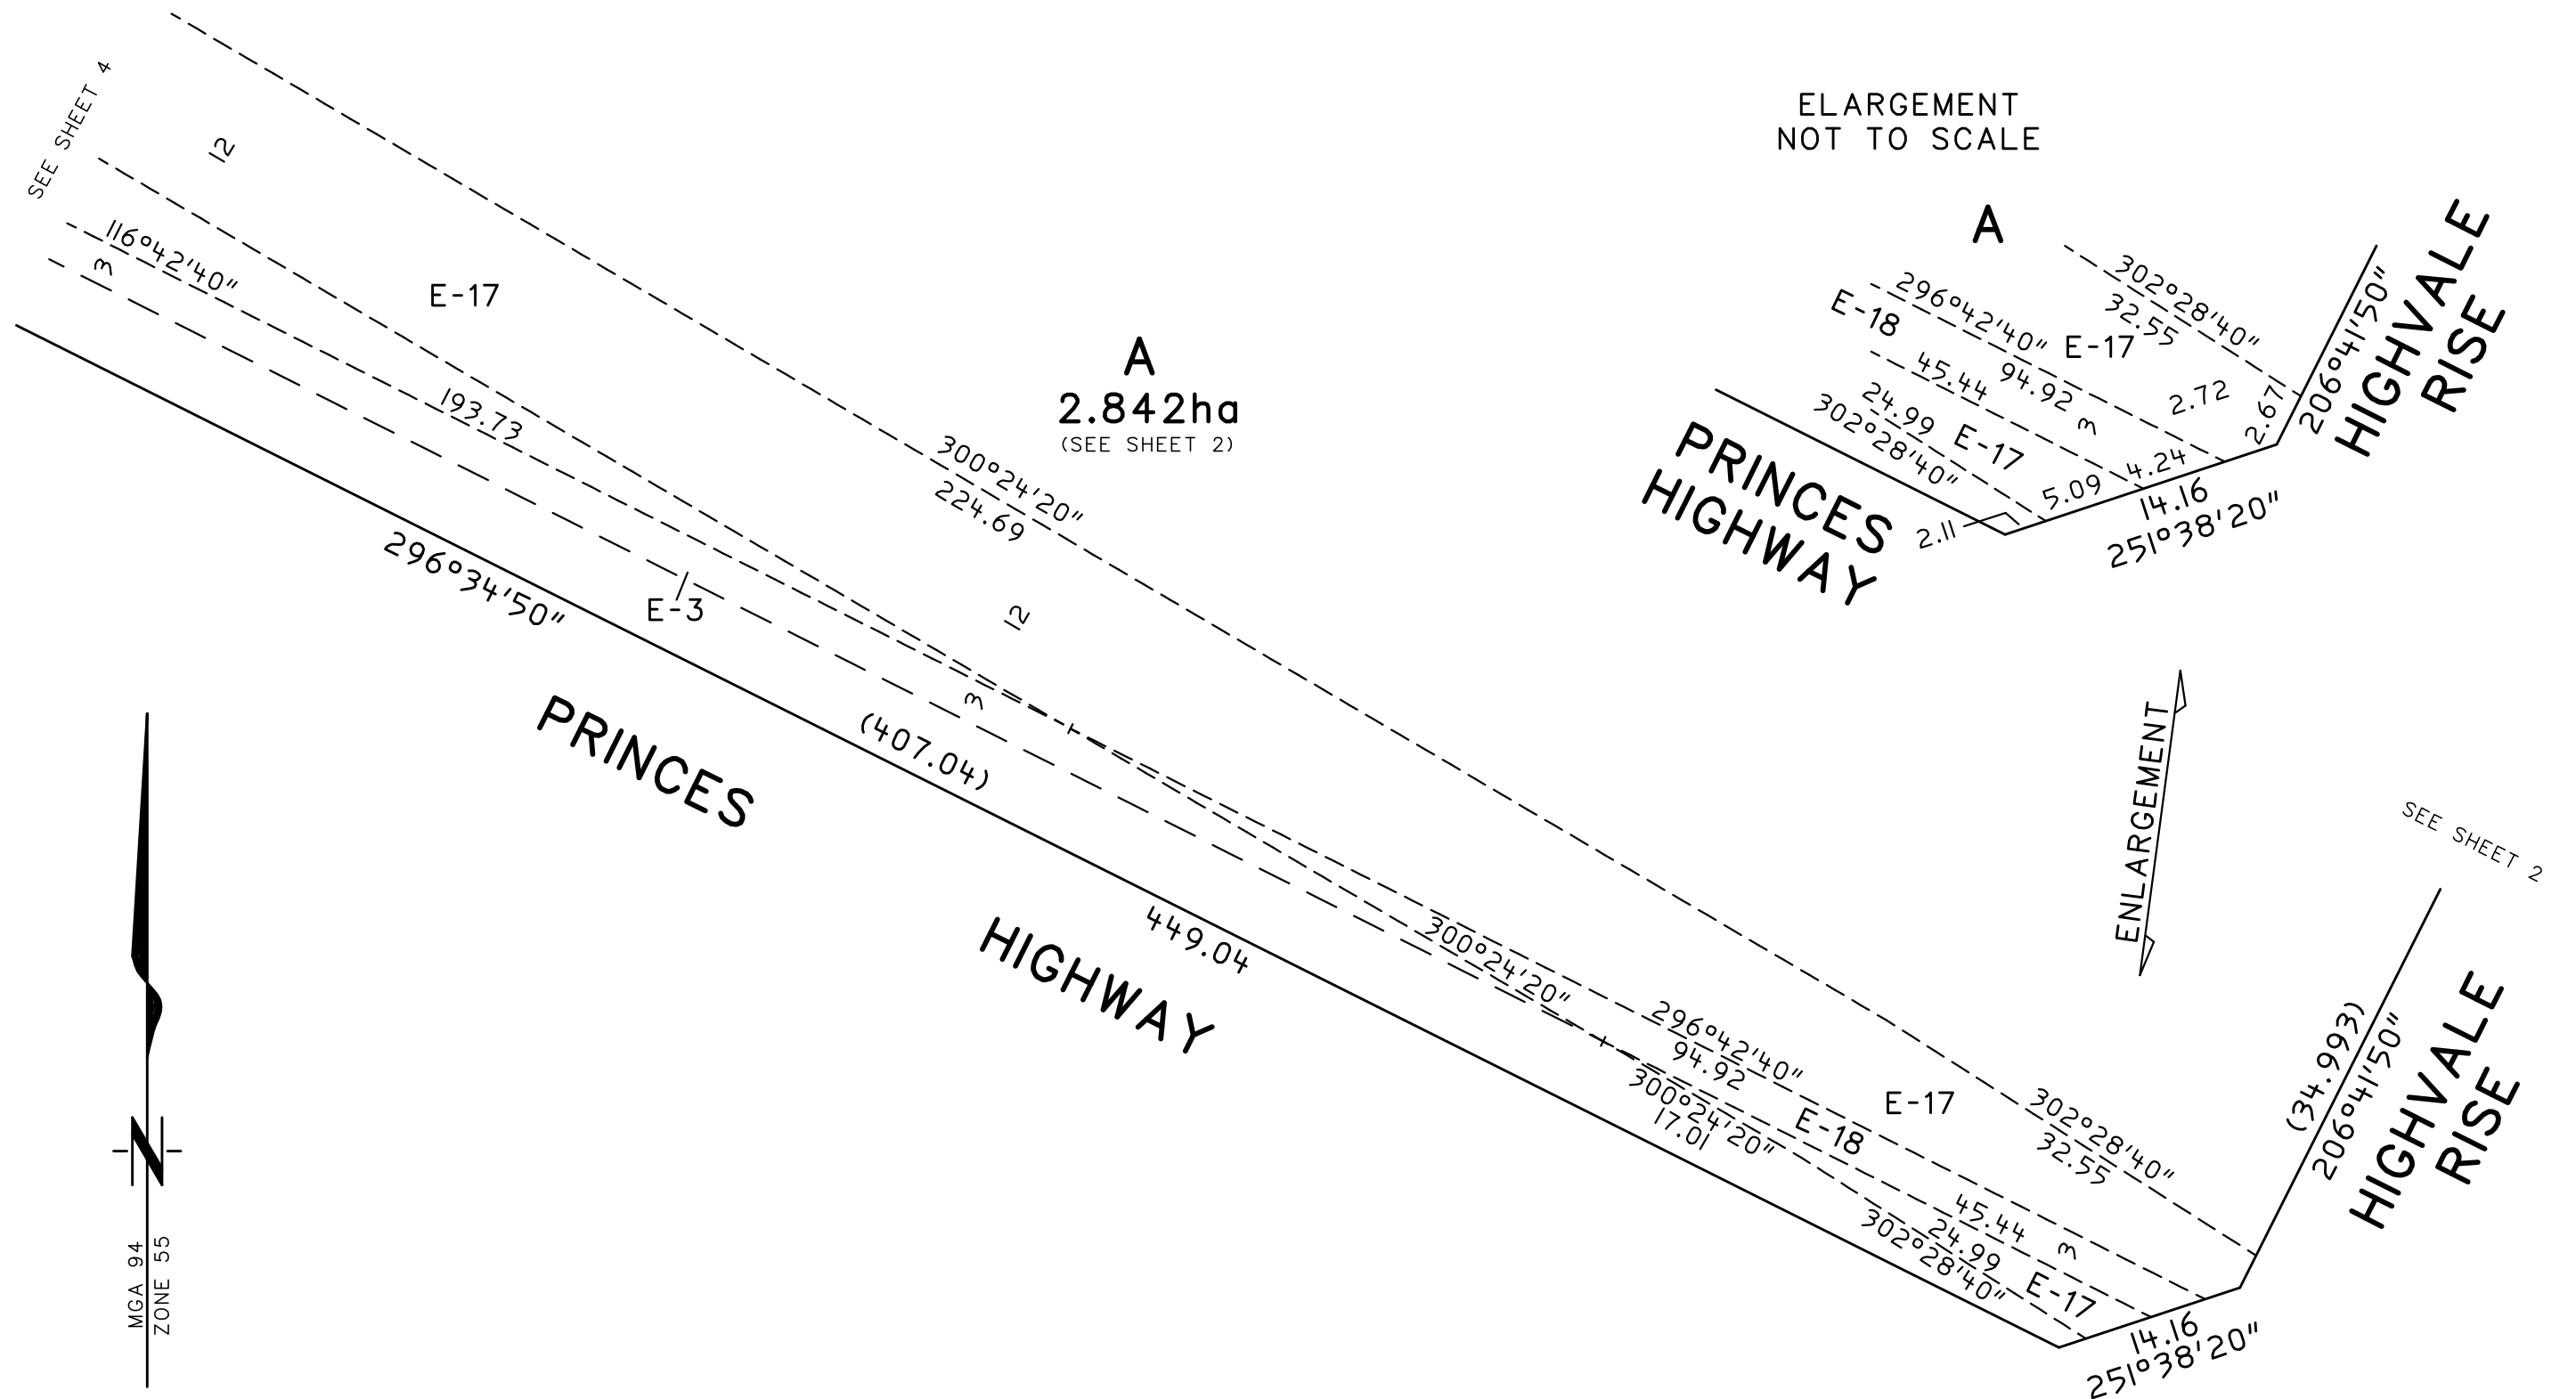 SEE SHEET 4
12
116°42'40"
3
E-17
193.73
A
2.842ha
(SEE SHEET 2)
300°24'20"
224.69
E-3
296°34'50"
12
3
(407.04)
PRINCES
HIGHWAY
449.04
300°24'20"
296°42'40"
94.92
300°24'20"
17.01
E-18
E-17
302°28'40"
32.55
45.44
3
24.99
302°28'40"
E-17
14.16
251°38'20"
(34.993)
206°41'50"
HIGHVALE
RISE
SEE SHEET 2
ENLARGEMENT
ELARGEMENT
NOT TO SCALE
A
302°28'40"
32.55
296°42'40"
94.92
E-18
E-17
45.44
3
24.99
302°28'40"
E-17
2.72
2.67
206°41'50"
HIGHVALE
RISE
4.24
5.09
2.11
14.16
251°38'20"
PRINCES
HIGHWAY
N
MGA 94
ZONE 55